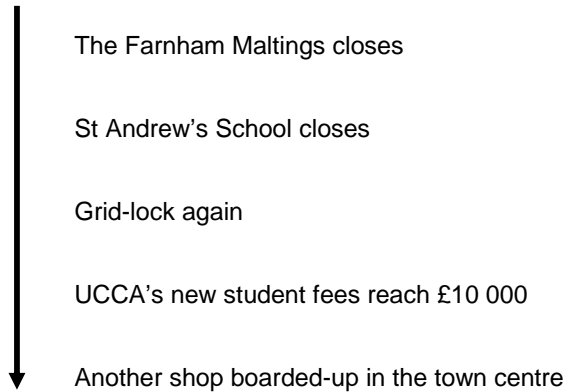 The Farnham Maltings closes
St Andrew’s School closes
Grid-lock again
UCCA’s new student fees reach £10 000
Another shop boarded-up in the town centre